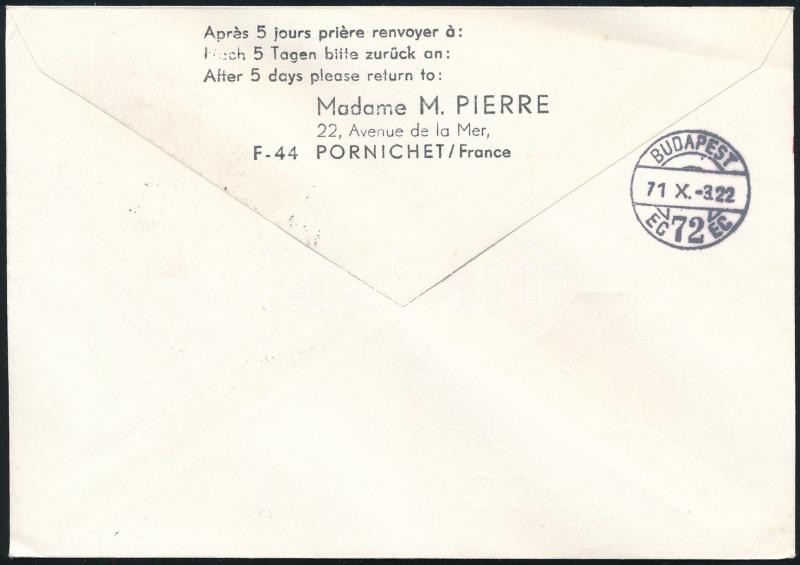 Après 5 jours prière renvoyer à:
Nach 5 Tagen bitte zurück an:
After 5 days please return to:
Madame M. PIERRE
22, Avenue de la Mer,
F-44 PORNICHET/France
BUDAPEST
71 X.-3.22
EC 72 EC